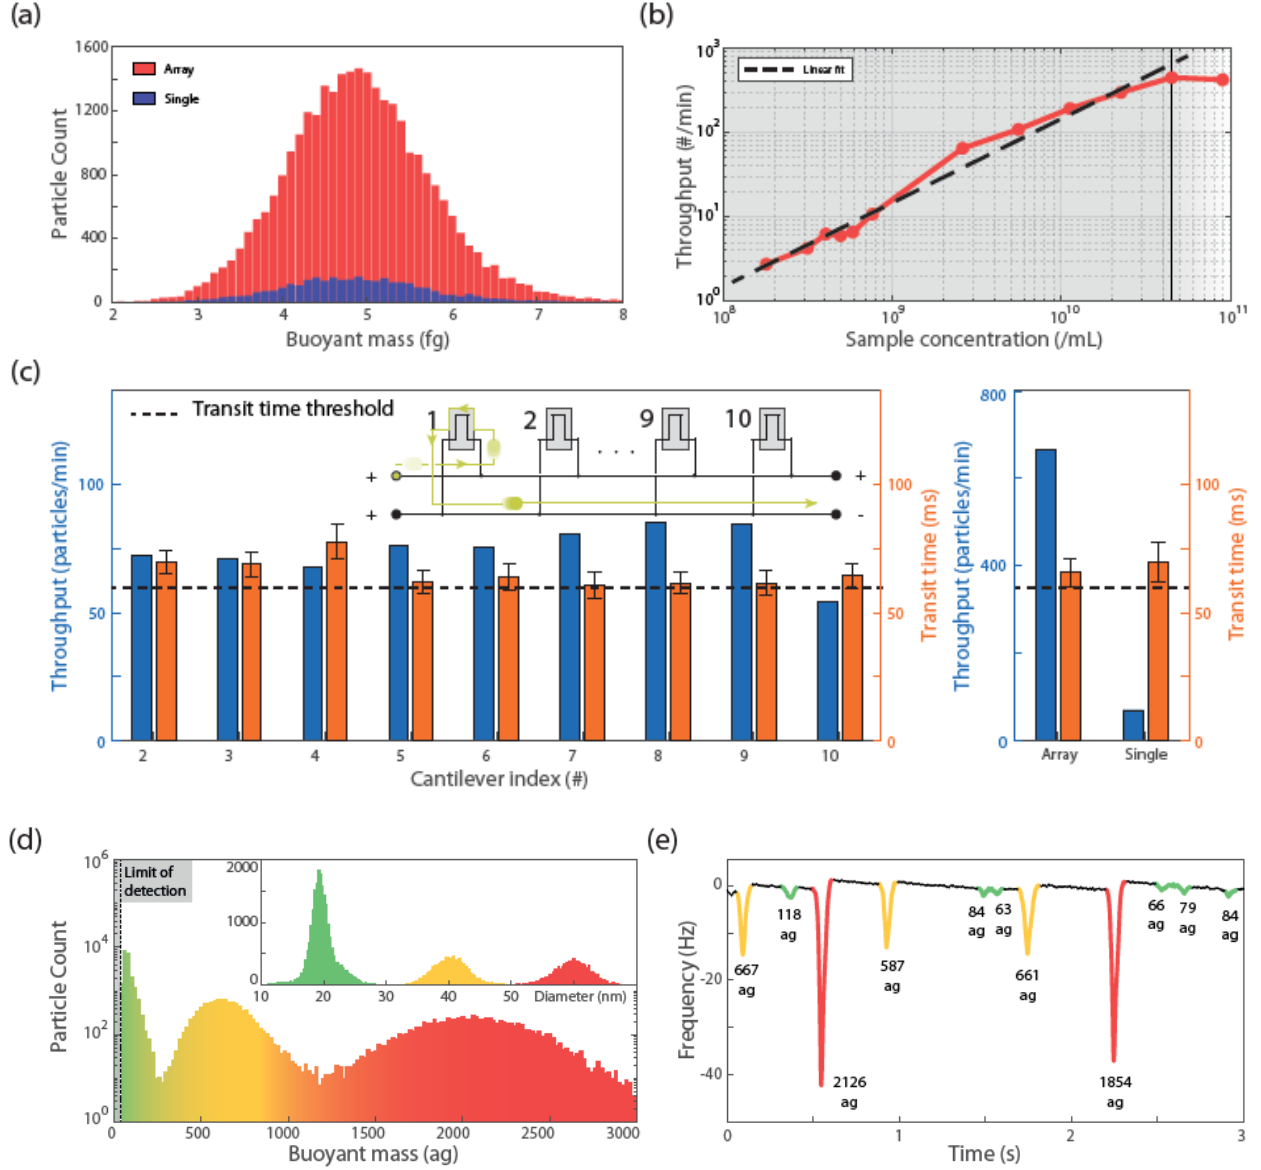 (a)
1600
1200
800
400
0
Particle Count
Array
Single
2 3 4 5 6 7 8
Buoyant mass (fg)
(b)
10³
10²
10¹
10⁰
Throughput (#/min)
Linear fit
10⁸ 10⁹ 10¹⁰ 10¹¹
Sample concentration (/mL)
(c)
Transit time threshold
1 2 9 10
. . .
+ +
+ -
100
50
0
Throughput (particles/min)
100
50
0
Transit time (ms)
2 3 4 5 6 7 8 9 10
Cantilever index (#)
800
400
0
Throughput (particles/min)
100
50
0
Transit time (ms)
Array Single
(d)
10⁶
10⁴
10²
10⁰
Particle Count
Limit of
detection
2000
1000
0
10 20 30 40 50 Diameter (nm)
0 500 1000 1500 2000 2500 3000
Buoyant mass (ag)
(e)
0
-20
-40
Frequency (Hz)
667
ag
118
ag
2126
ag
587
ag
84
ag
63
ag
661
ag
1854
ag
66
ag
79
ag
84
ag
0 1 2 3
Time (s)